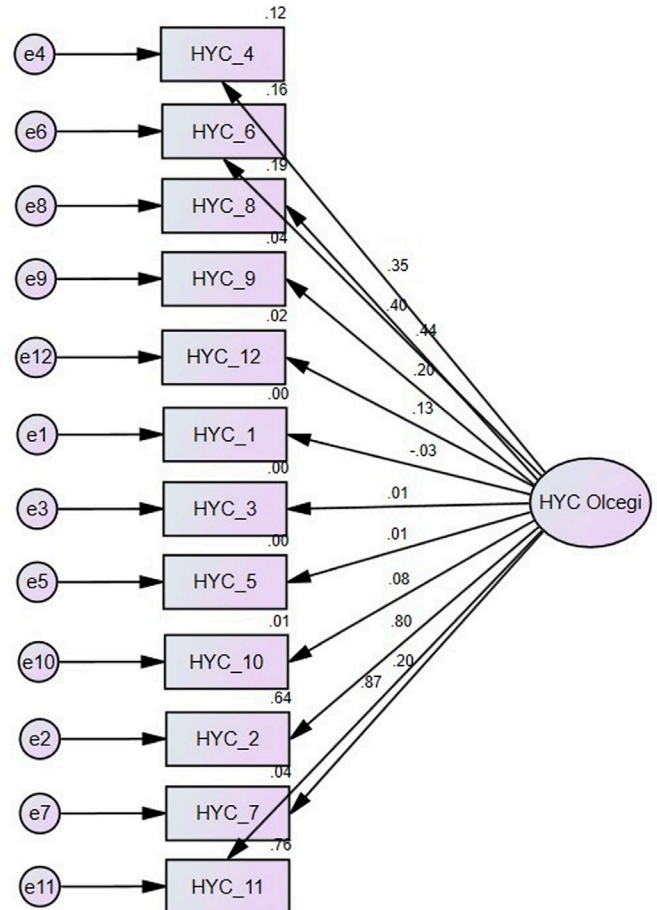 .12
e4 HYC_4
.16
e6 HYC_6
.19
e8 HYC_8
.04
e9 HYC_9
.02
e12 HYC_12
.00
e1 HYC_1
.00
e3 HYC_3
.00
e5 HYC_5
.01
e10 HYC_10
.64
e2 HYC_2
.04
e7 HYC_7
.76
e11 HYC_11
.35
.40
.44
.20
.13
-.03
.01
.01
.08
.80
.20
.87
HYC Olcegi